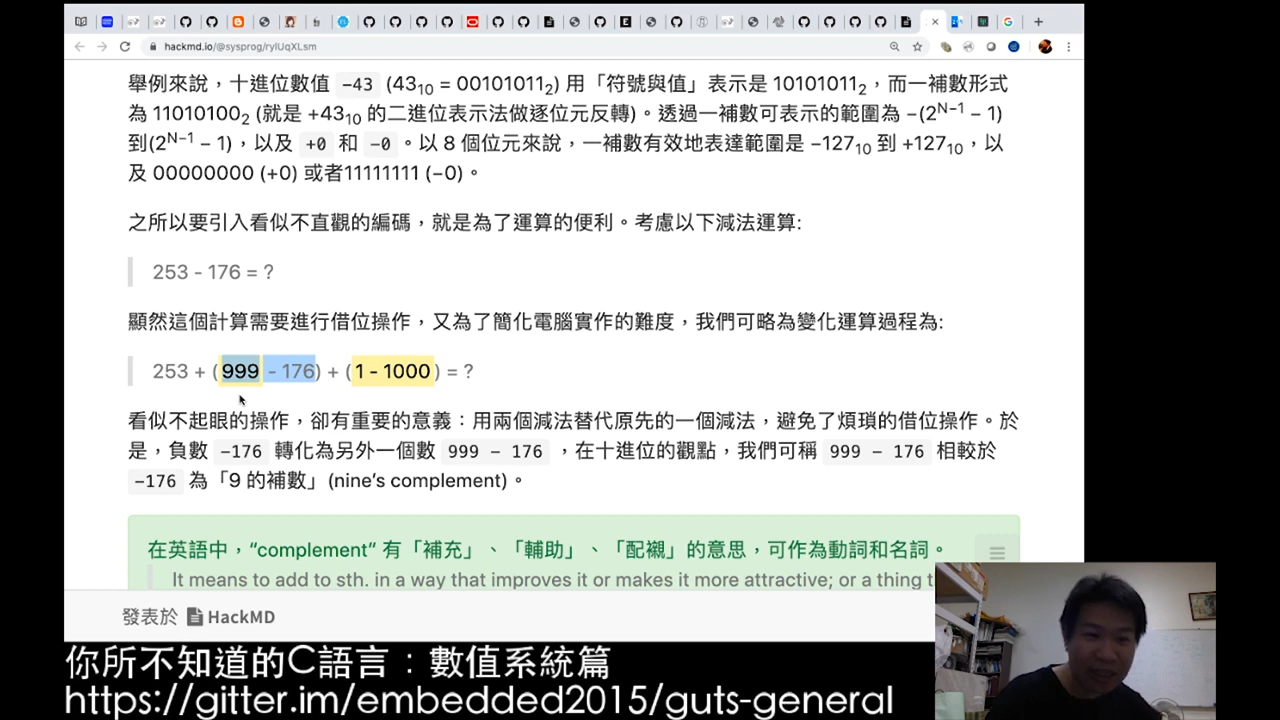 hackmd.io/@sysprog/rylUqXLsm
舉例來說，十進位數值 -43 (43₁₀ = 00101011₂) 用「符號與值」表示是 10101011₂，而一補數形式
為 11010100₂ (就是 +43₁₀ 的二進位表示法做逐位元反轉)。透過一補數可表示的範圍為 −(2ᴺ⁻¹ − 1)
到(2ᴺ⁻¹ − 1)，以及 +0 和 -0 。以 8 個位元來說，一補數有效地表達範圍是 −127₁₀ 到 +127₁₀，以
及 00000000 (+0) 或者11111111 (−0)。
之所以要引入看似不直觀的編碼，就是為了運算的便利。考慮以下減法運算:
253 - 176 = ?
顯然這個計算需要進行借位操作，又為了簡化電腦實作的難度，我們可略為變化運算過程為:
253 + (999 - 176) + (1 - 1000) = ?
看似不起眼的操作，卻有重要的意義：用兩個減法替代原先的一個減法，避免了煩瑣的借位操作。於
是，負數 -176 轉化為另外一個數 999 - 176 ，在十進位的觀點，我們可稱 999 - 176 相較於
-176 為「9 的補數」(nine's complement)。
在英語中，“complement” 有「補充」、「輔助」、「配襯」的意思，可作為動詞和名詞。
It means to add to sth. in a way that improves it or makes it more attractive; or a thing t
發表於 HackMD
你所不知道的C語言：數值系統篇
https://gitter.im/embedded2015/guts-general